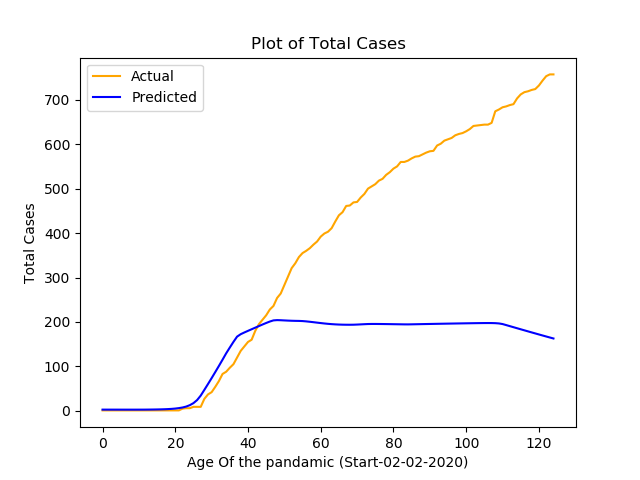 Plot of Total Cases
Actual
Predicted
700
600
500
400
300
200
100
0
Total Cases
0 20 40 60 80 100 120
Age Of the pandamic (Start-02-02-2020)